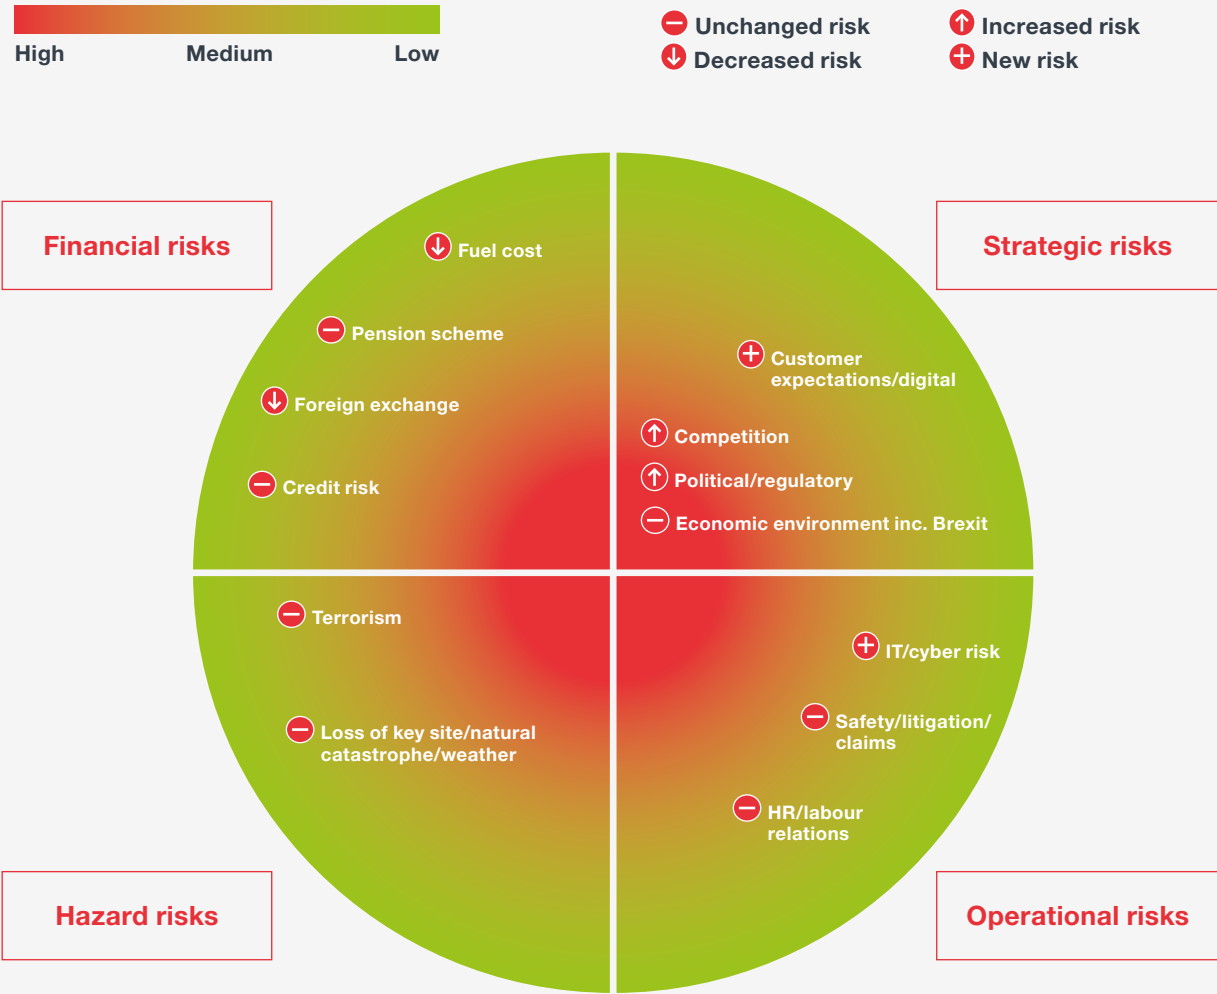 High Medium Low
Unchanged risk
Increased risk
Decreased risk
New risk
Financial risks
Strategic risks
Fuel cost
Pension scheme
Foreign exchange
Credit risk
Customer
expectations/digital
Competition
Political/regulatory
Economic environment inc. Brexit
Terrorism
Loss of key site/natural
catastrophe/weather
IT/cyber risk
Safety/litigation/
claims
HR/labour
relations
Hazard risks
Operational risks